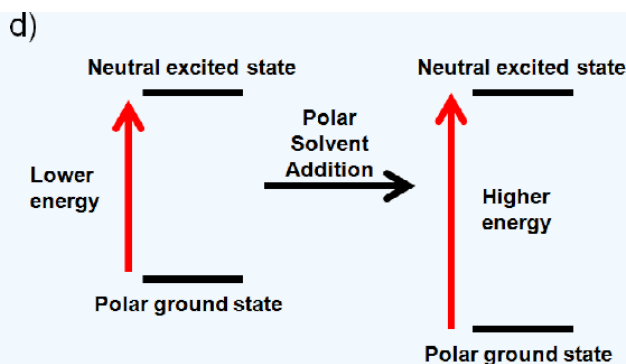 d)
Neutral excited state
Lower
energy
Polar ground state
Polar
Solvent
Addition
Neutral excited state
Higher
energy
Polar ground state